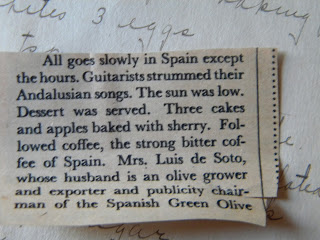 3 eggs
All goes slowly in Spain except
the hours. Guitarists strummed their
Andalusian songs. The sun was low.
Dessert was served. Three cakes
and apples baked with sherry. Fol-
lowed coffee, the strong bitter cof-
fee of Spain. Mrs. Luis de Soto,
whose husband is an olive grower
and exporter and publicity chair-
man of the Spanish Green Olive